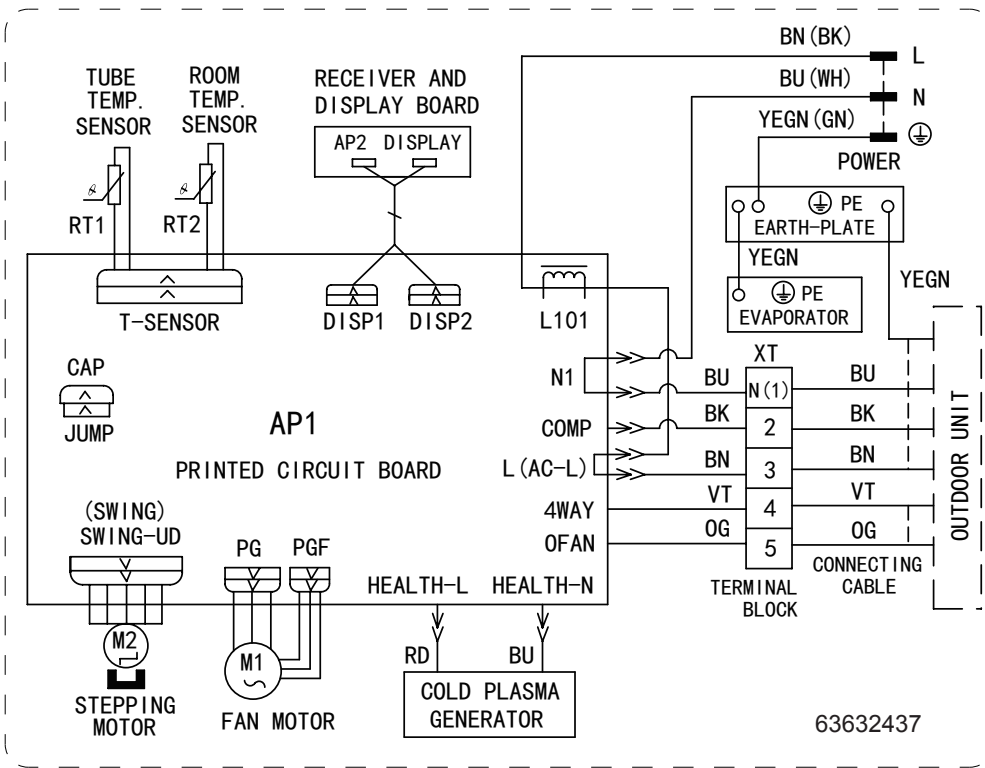 BN(BK)
L
BU(WH)
N
YEGN(GN)
POWER
TUBE
TEMP.
SENSOR
ROOM
TEMP.
SENSOR
RECEIVER AND
DISPLAY BOARD
AP2 DISPLAY
θ
RT1
θ
RT2
PE
EARTH-PLATE
YEGN
YEGN
PE
EVAPORATOR
T-SENSOR
DISP1
DISP2
L101
CAP
JUMP
AP1
PRINTED CIRCUIT BOARD
N1
COMP
L(AC-L)
4WAY
OFAN
XT
BU
N(1)
BU
BK
2
BK
BN
3
BN
VT
4
VT
OG
5
OG
TERMINAL
BLOCK
CONNECTING
CABLE
OUTDOOR UNIT
(SWING)
SWING-UD
PG
PGF
HEALTH-L
HEALTH-N
M2
STEPPING
MOTOR
M1
FAN MOTOR
RD
BU
COLD PLASMA
GENERATOR
63632437